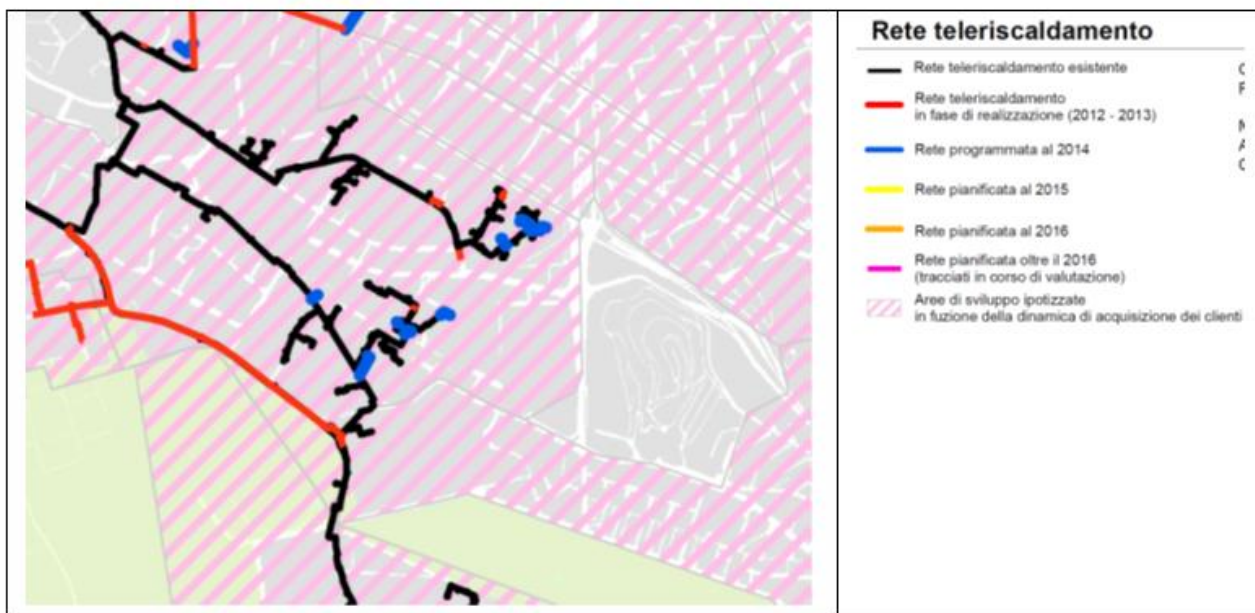 Rete teleriscaldamento
Rete teleriscaldamento esistente
Rete teleriscaldamento
in fase di realizzazione (2012 - 2013)
Rete programmata al 2014
Rete pianificata al 2015
Rete pianificata al 2016
Rete pianificata oltre il 2016
(tracciati in corso di valutazione)
Aree di sviluppo ipotizzate
in fuzione della dinamica di acquisizione dei clienti